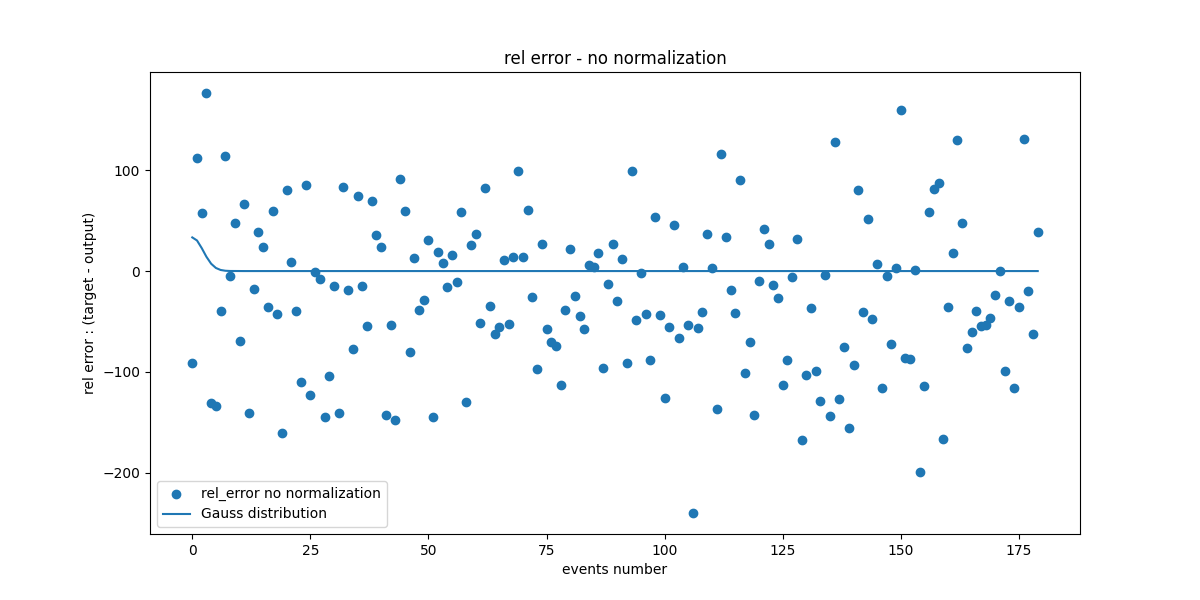 rel error - no normalization
rel error : (target - output)
100
0
−100
−200
rel_error no normalization
Gauss distribution
0 25 50 75 100 125 150 175
events number